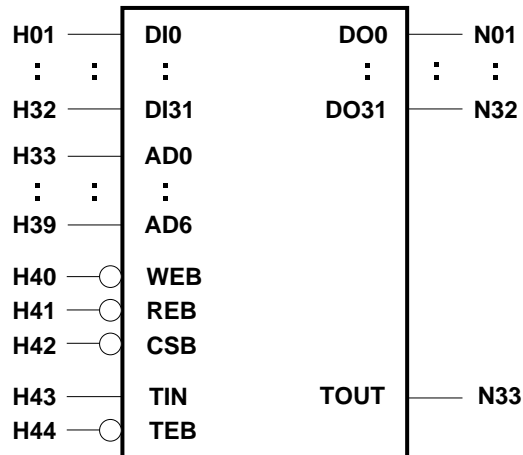 H01 DI0 DO0 N01
: : : : : :
H32 DI31 DO31 N32
H33 AD0
: : :
H39 AD6
H40 WEB
H41 REB
H42 CSB
H43 TIN TOUT N33
H44 TEB